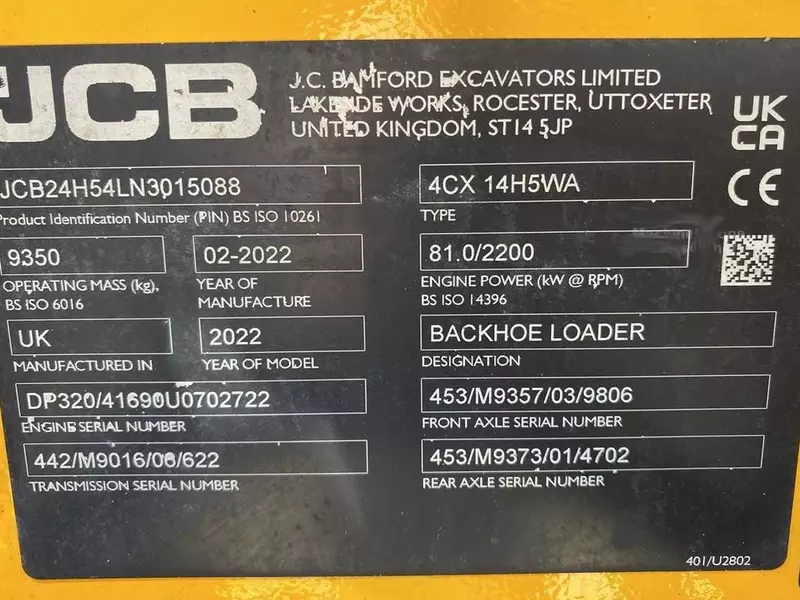 JCB
J.C. BAMFORD EXCAVATORS LIMITED
LAKESIDE WORKS, ROCESTER, UTTOXETER
UNITED KINGDOM, ST14 5JP
UK
CA
CE
JCB24H54LN3015088
Product Identification Number (PIN) BS ISO 10261
4CX 14H5WA
TYPE
9350
OPERATING MASS (kg),
BS ISO 6016
02-2022
YEAR OF
MANUFACTURE
81.0/2200
ENGINE POWER (kW @ RPM)
BS ISO 14396
UK
MANUFACTURED IN
2022
YEAR OF MODEL
BACKHOE LOADER
DESIGNATION
DP320/41690U0702722
ENGINE SERIAL NUMBER
453/M9357/03/9806
FRONT AXLE SERIAL NUMBER
442/M9016/06/622
TRANSMISSION SERIAL NUMBER
453/M9373/01/4702
REAR AXLE SERIAL NUMBER
401/U2802